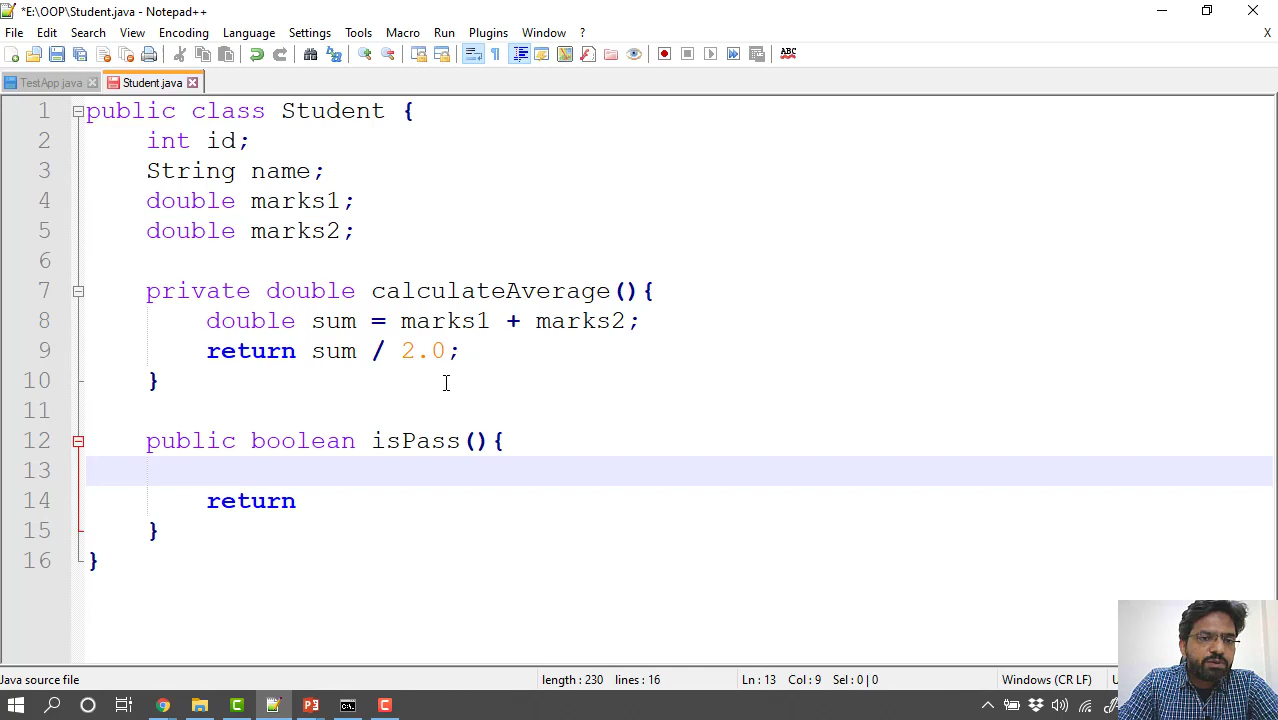 *E:\OOP\Student.java - Notepad++
File Edit Search View Encoding Language Settings Tools Macro Run Plugins Window ? X
ABC
TestApp.java Student.java
1 public class Student {
2 int id;
3 String name;
4 double marks1;
5 double marks2;
6
7 private double calculateAverage(){
8 double sum = marks1 + marks2;
9 return sum / 2.0;
10 }
11
12 public boolean isPass(){
13
14 return
15 }
16 }
Java source file length : 230 lines : 16 Ln : 13 Col : 9 Sel : 0 | 0 Windows (CR LF)